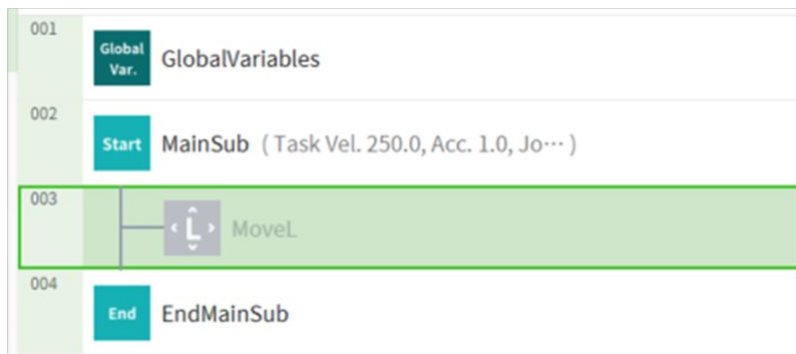 001
Global
Var.
GlobalVariables
002
Start
MainSub ( Task Vel. 250.0, Acc. 1.0, Jo··· )
003
L
MoveL
004
End
EndMainSub